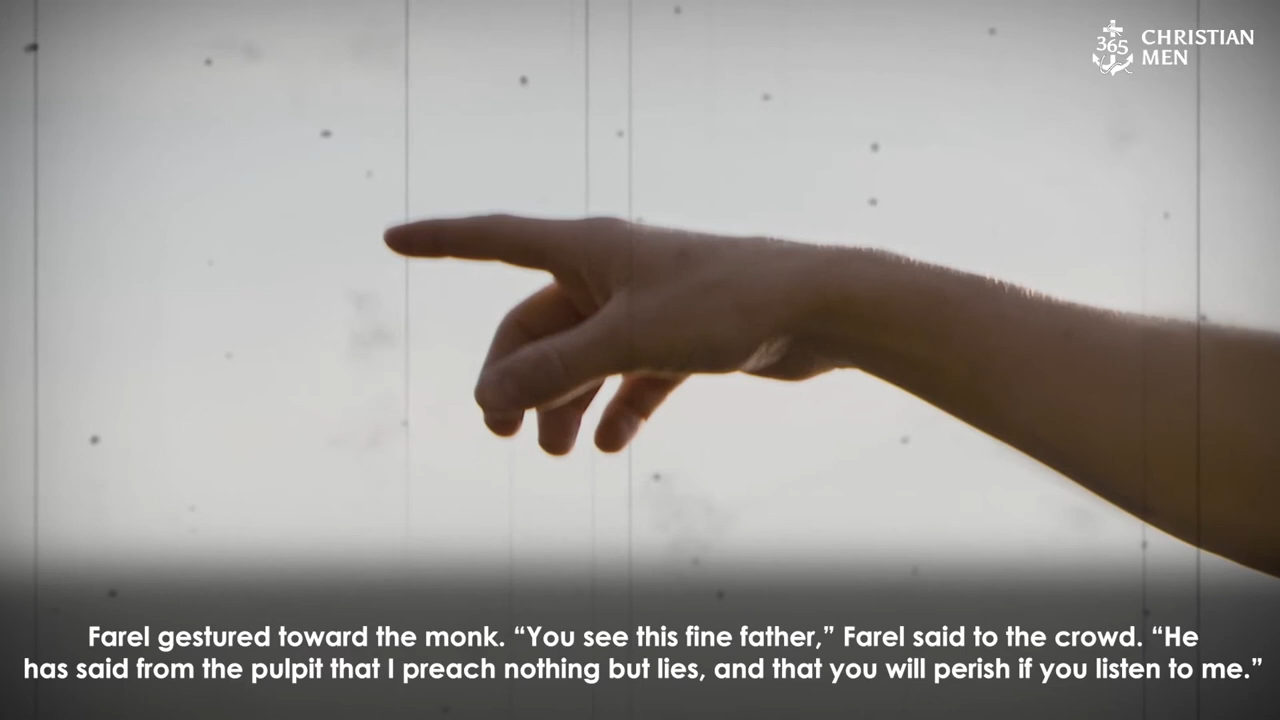 365
CHRISTIAN
MEN
Farel gestured toward the monk. “You see this fine father,” Farel said to the crowd. “He
has said from the pulpit that I preach nothing but lies, and that you will perish if you listen to me.”